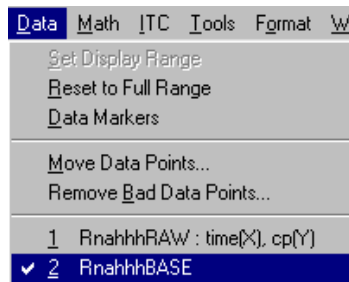 Data Math ITC Tools Format W
Set Display Range
Reset to Full Range
Data Markers
Move Data Points...
Remove Bad Data Points...
1 RnahhhRAW : time(X), cp(Y)
✔ 2 RnahhhBASE